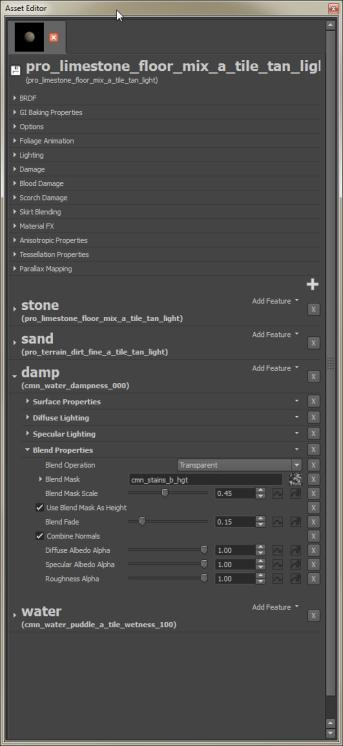 Asset Editor
pro_limestone_floor_mix_a_tile_tan_ligl
(pro_limestone_floor_mix_a_tile_tan_light)
BRDF
GI Baking Properties
Options
Foliage Animation
Lighting
Damage
Blood Damage
Scorch Damage
Skirt Blending
Material FX
Anisotropic Properties
Tessellation Properties
Parallax Mapping
stone Add Feature
(pro_limestone_floor_mix_a_tile_tan_light) X
sand Add Feature
(pro_terrain_dirt_fine_a_tile_tan_light) X
damp Add Feature
(cmn_water_dampness_000) X
Surface Properties X
Diffuse Lighting X
Specular Lighting X
Blend Properties X
Blend Operation Transparent
Blend Mask cmn_stains_b_hgt
Blend Mask Scale 0.45
Use Blend Mask As Height
Blend Fade 0.15
Combine Normals
Diffuse Albedo Alpha 1.00
Specular Albedo Alpha 1.00
Roughness Alpha 1.00
water Add Feature
(cmn_water_puddle_a_tile_wetness_100) X